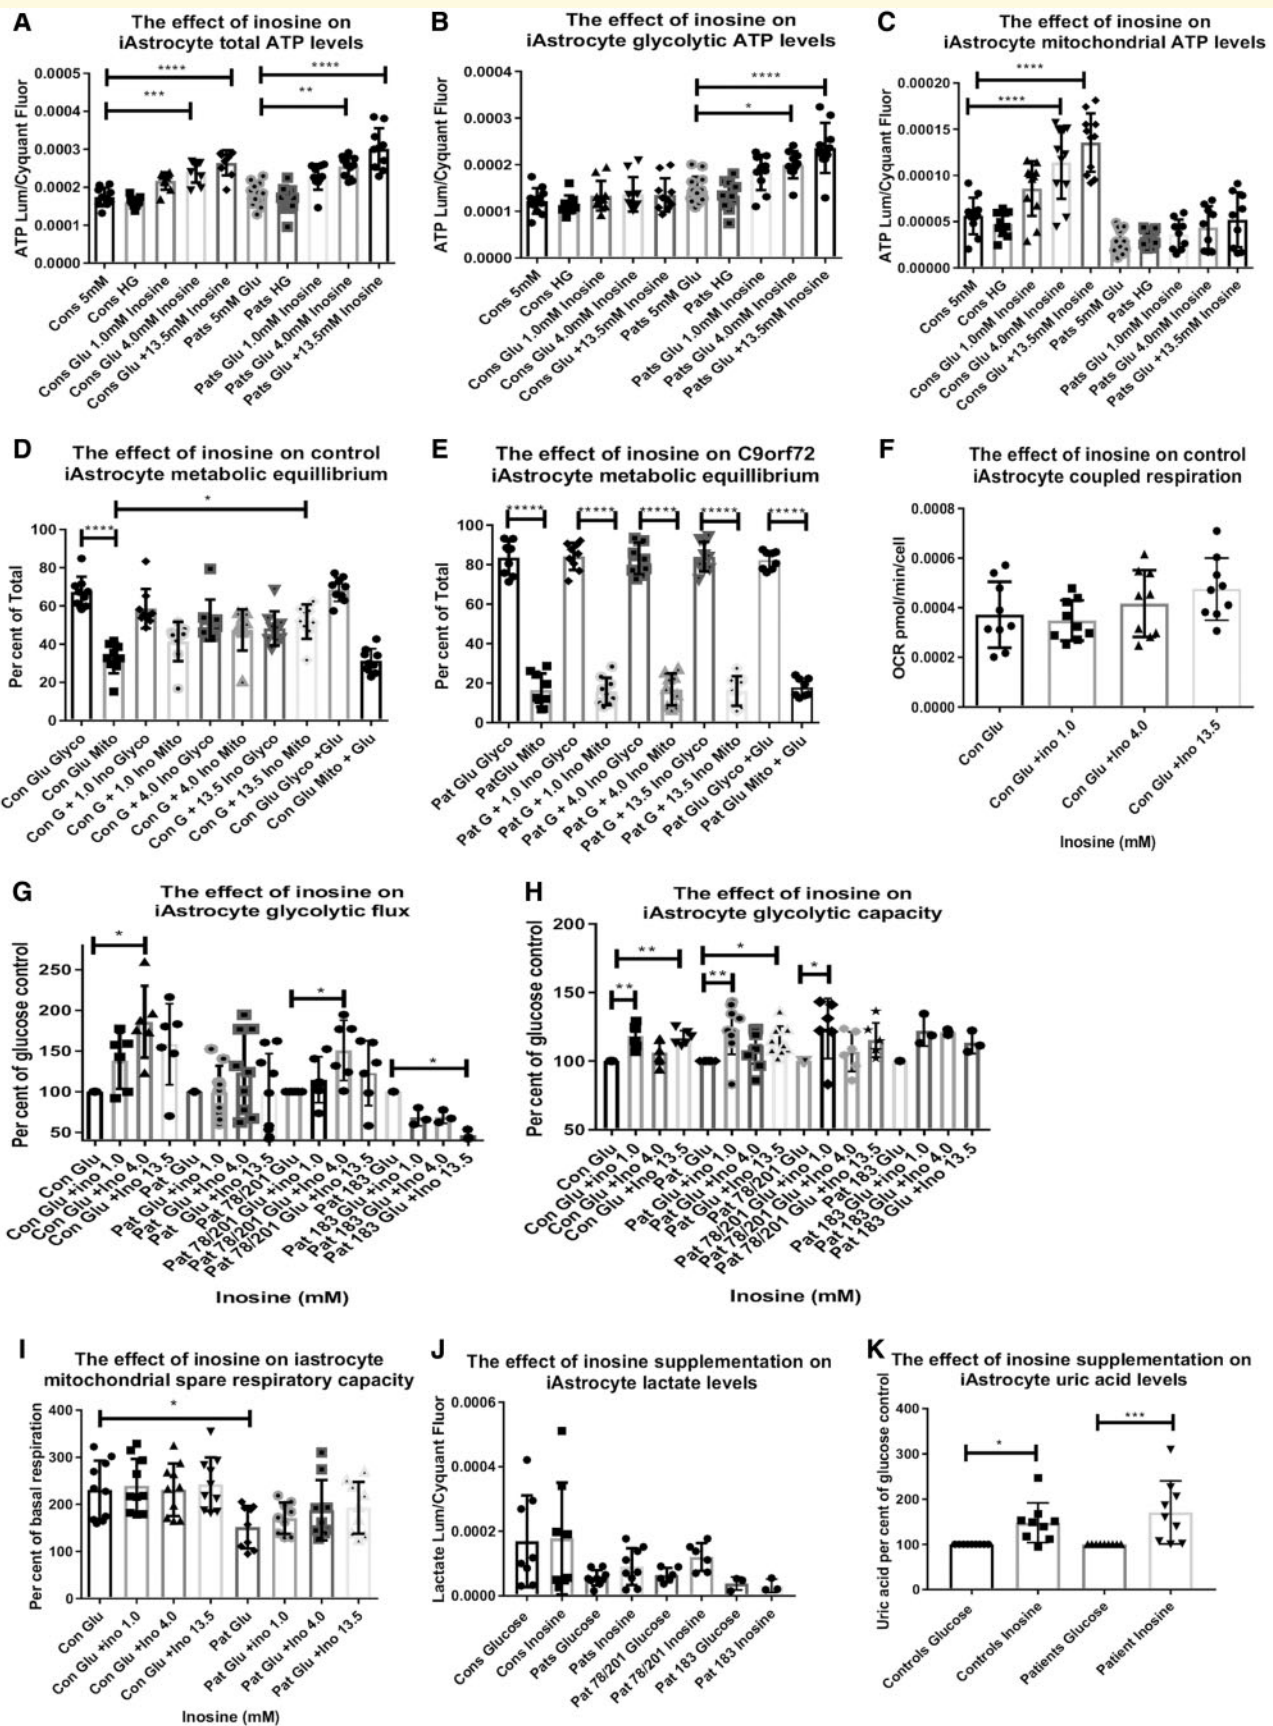 A
The effect of inosine on
iAstrocyte total ATP levels
ATP Lum/Cyquant Fluor
0.0005
0.0004
0.0003
0.0002
0.0001
0.0000
****
***
****
**
Cons 5mM
Cons HG
Cons Glu 1.0mM Inosine
Cons Glu 4.0mM Inosine
Cons Glu +13.5mM Inosine
Pats 5mM Glu
Pats HG
Pats Glu 1.0mM Inosine
Pats Glu 4.0mM Inosine
Pats Glu +13.5mM Inosine
B
The effect of inosine on
iAstrocyte glycolytic ATP levels
ATP Lum/Cyquant Fluor
0.0004
0.0003
0.0002
0.0001
0.0000
****
*
Cons 5mM
Cons HG
Cons Glu 1.0mM Inosine
Cons Glu 4.0mM Inosine
Cons Glu +13.5mM Inosine
Pats 5mM Glu
Pats HG
Pats Glu 1.0mM Inosine
Pats Glu 4.0mM Inosine
Pats Glu +13.5mM Inosine
C
The effect of inosine on
iAstrocyte mitochondrial ATP levels
ATP Lum/Cyquant Fluor
0.00020
0.00015
0.00010
0.00005
0.00000
****
****
Cons 5mM
Cons HG
Cons Glu 1.0mM Inosine
Cons Glu 4.0mM Inosine
Cons Glu +13.5mM Inosine
Pats 5mM Glu
Pats HG
Pats Glu 1.0mM Inosine
Pats Glu 4.0mM Inosine
Pats Glu +13.5mM Inosine
D
The effect of inosine on control
iAstrocyte metabolic equillibrium
Per cent of Total
100
80
60
40
20
0
****
*
Con Glu Glyco
Con Glu Mito
Con G + 1.0 Ino Glyco
Con G + 1.0 Ino Mito
Con G + 4.0 Ino Glyco
Con G + 4.0 Ino Mito
Con G + 13.5 Ino Glyco
Con G + 13.5 Ino Mito
Con Glu Glyco +Glu
Con Glu Mito + Glu
E
The effect of inosine on C9orf72
iAstrocyte metabolic equillibrium
Per cent of Total
100
80
60
40
20
0
*****
*****
*****
*****
*****
Pat Glu Glyco
PatGlu Mito
Pat G + 1.0 Ino Glyco
Pat G + 1.0 Ino Mito
Pat G + 4.0 Ino Glyco
Pat G + 4.0 Ino Mito
Pat G + 13.5 Ino Glyco
Pat G + 13.5 Ino Mito
Pat Glu Glyco +Glu
Pat Glu Mito + Glu
F
The effect of inosine on control
iAstrocyte coupled respiration
OCR pmol/min/cell
0.0008
0.0006
0.0004
0.0002
0.0000
Con Glu
Con Glu +ino 1.0
Con Glu +Ino 4.0
Con Glu +Ino 13.5
Inosine (mM)
G
The effect of inosine on
iAstrocyte glycolytic flux
Per cent of glucose control
250
200
150
100
50
*
*
*
Con Glu
Con Glu +ino 1.0
Con Glu +Ino 4.0
Con Glu +Ino 13.5
Pat Glu
Pat Glu +ino 1.0
Pat Glu +Ino 4.0
Pat Glu +Ino 13.5
Pat 78/201 Glu
Pat 78/201 Glu +ino 1.0
Pat 78/201 Glu +Ino 4.0
Pat 78/201 Glu +Ino 13.5
Pat 183 Glu
Pat 183 Glu +ino 1.0
Pat 183 Glu +Ino 4.0
Pat 183 Glu +Ino 13.5
Inosine (mM)
H
The effect of inosine on
iAstrocyte glycolytic capacity
Per cent of glucose control
200
150
100
50
**
**
**
*
*
Con Glu
Con Glu +ino 1.0
Con Glu +Ino 4.0
Con Glu +Ino 13.5
Pat Glu
Pat Glu +ino 1.0
Pat Glu +Ino 4.0
Pat Glu +Ino 13.5
Pat 78/201 Glu
Pat 78/201 Glu +ino 1.0
Pat 78/201 Glu +Ino 4.0
Pat 78/201 Glu +Ino 13.5
Pat 183 Glu
Pat 183 Glu +ino 1.0
Pat 183 Glu +Ino 4.0
Pat 183 Glu +Ino 13.5
Inosine (mM)
I
The effect of inosine on iastrocyte
mitochondrial spare respiratory capacity
Per cent of basal respiration
400
300
200
100
0
*
Con Glu
Con Glu +Ino 1.0
Con Glu +Ino 4.0
Con Glu +Ino 13.5
Pat Glu
Pat Glu +ino 1.0
Pat Glu +Ino 4.0
Pat Glu +Ino 13.5
Inosine (mM)
J
The effect of inosine supplementation on
iAstrocyte lactate levels
Lactate Lum/Cyquant Fluor
0.0006
0.0004
0.0002
0.0000
Cons Glucose
Cons Inosine
Pats Glucose
Pats Inosine
Pat 78/201 Glucose
Pat 78/201 Inosine
Pat 183 Glucose
Pat 183 Inosine
K
The effect of inosine supplementation on
iAstrocyte uric acid levels
Uric acid per cent of glucose control
400
300
200
100
0
*
***
Controls Glucose
Controls Inosine
Patients Glucose
Patient Inosine